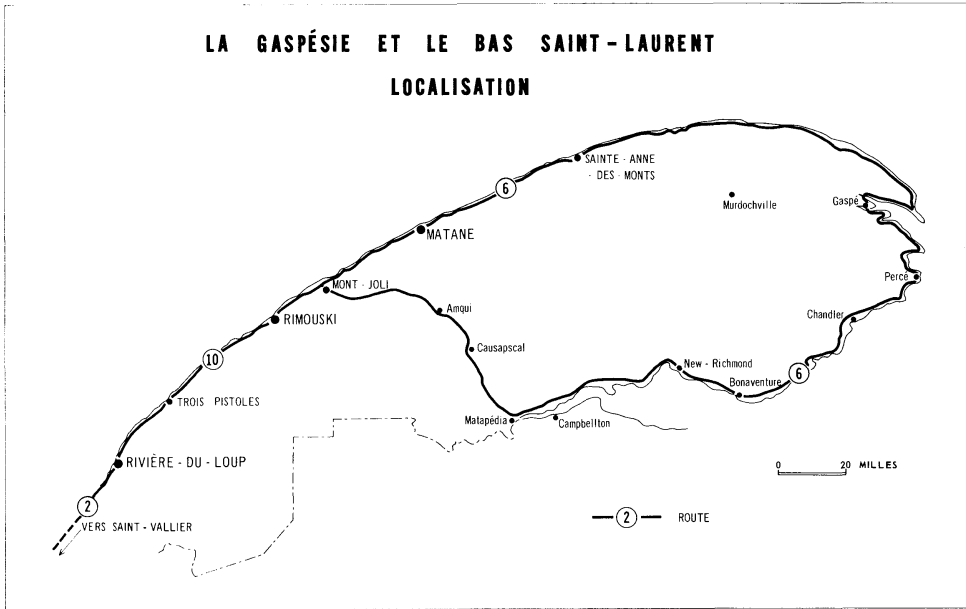 LA GASPÉSIE ET LE BAS SAINT-LAURENT
LOCALISATION
SAINTE-ANNE
-DES-MONTS
6
Murdochville
Gaspé
MATANE
Percé
MONT-JOLI
Amqui
Chandler
RIMOUSKI
Causapscal
10
New-Richmond
6
Bonaventure
TROIS PISTOLES
Matapédia
Campbellton
RIVIÈRE-DU-LOUP
0 20 MILLES
2
2 ROUTE
VERS SAINT-VALLIER